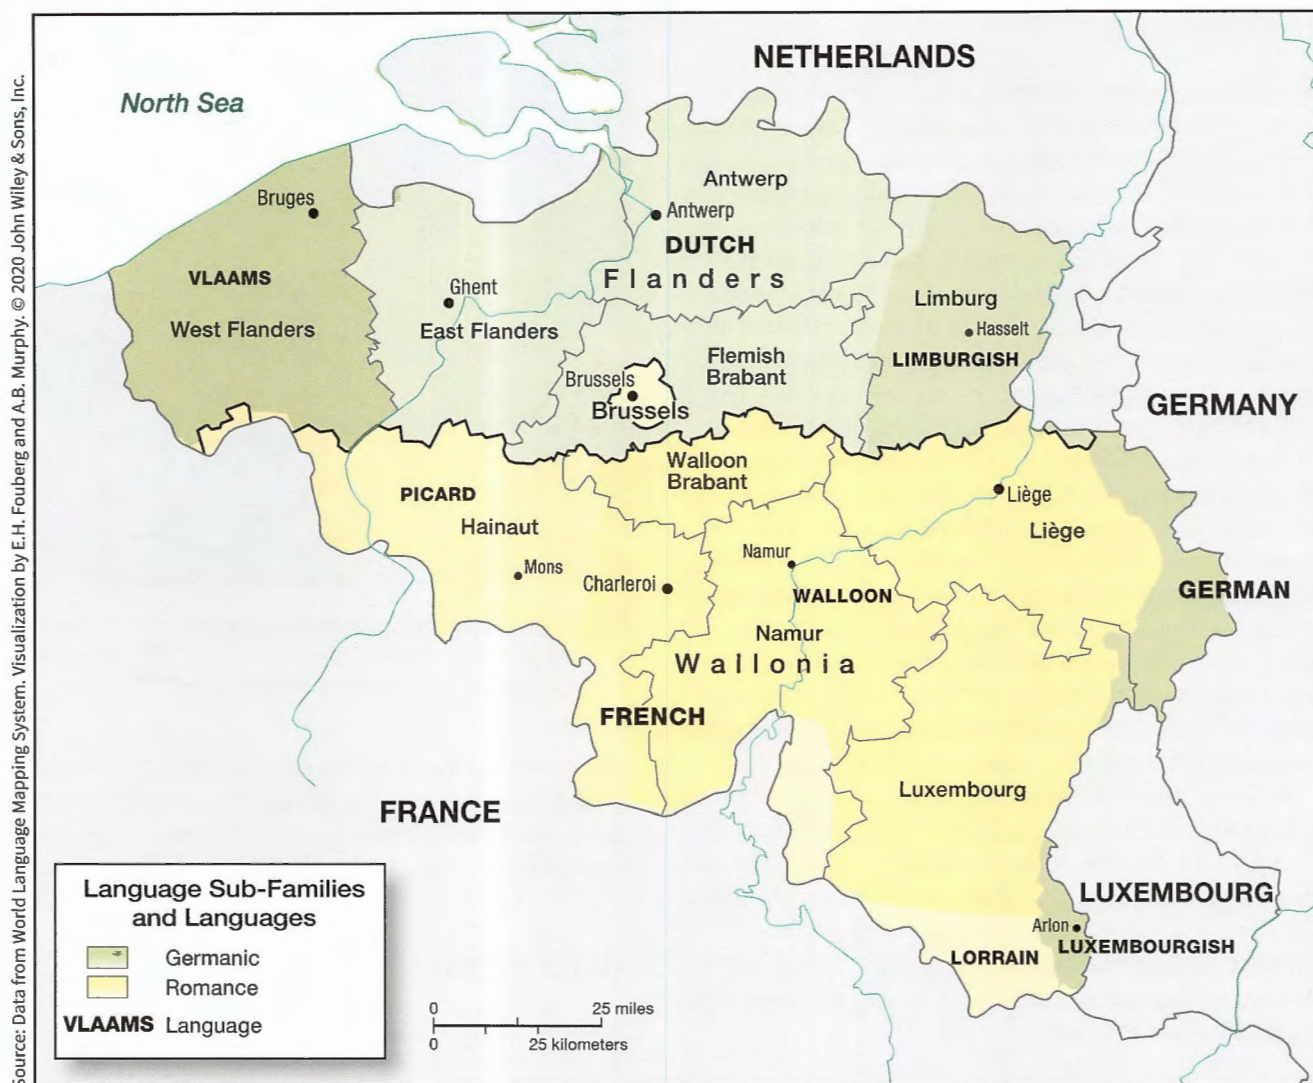 Source: Data from World Language Mapping System. Visualization by E.H. Fouberg and A.B. Murphy. © 2020 John Wiley & Sons, Inc.
NETHERLANDS
North Sea
Antwerp
Bruges
Antwerp
DUTCH
Flanders
VLAAMS
Ghent
Limburg
West Flanders
East Flanders
Hasselt
Flemish
Brabant
LIMBURGISH
Brussels
Brussels
GERMANY
Walloon
Brabant
PICARD
Liège
Hainaut
Liège
Namur
Mons
Charleroi
WALLOON
GERMAN
Namur
Wallonia
FRENCH
Luxembourg
FRANCE
LUXEMBOURG
Arlon
LUXEMBOURGISH
LORRAIN
Language Sub-Families
and Languages
Germanic
Romance
VLAAMS Language
0 25 miles
0 25 kilometers